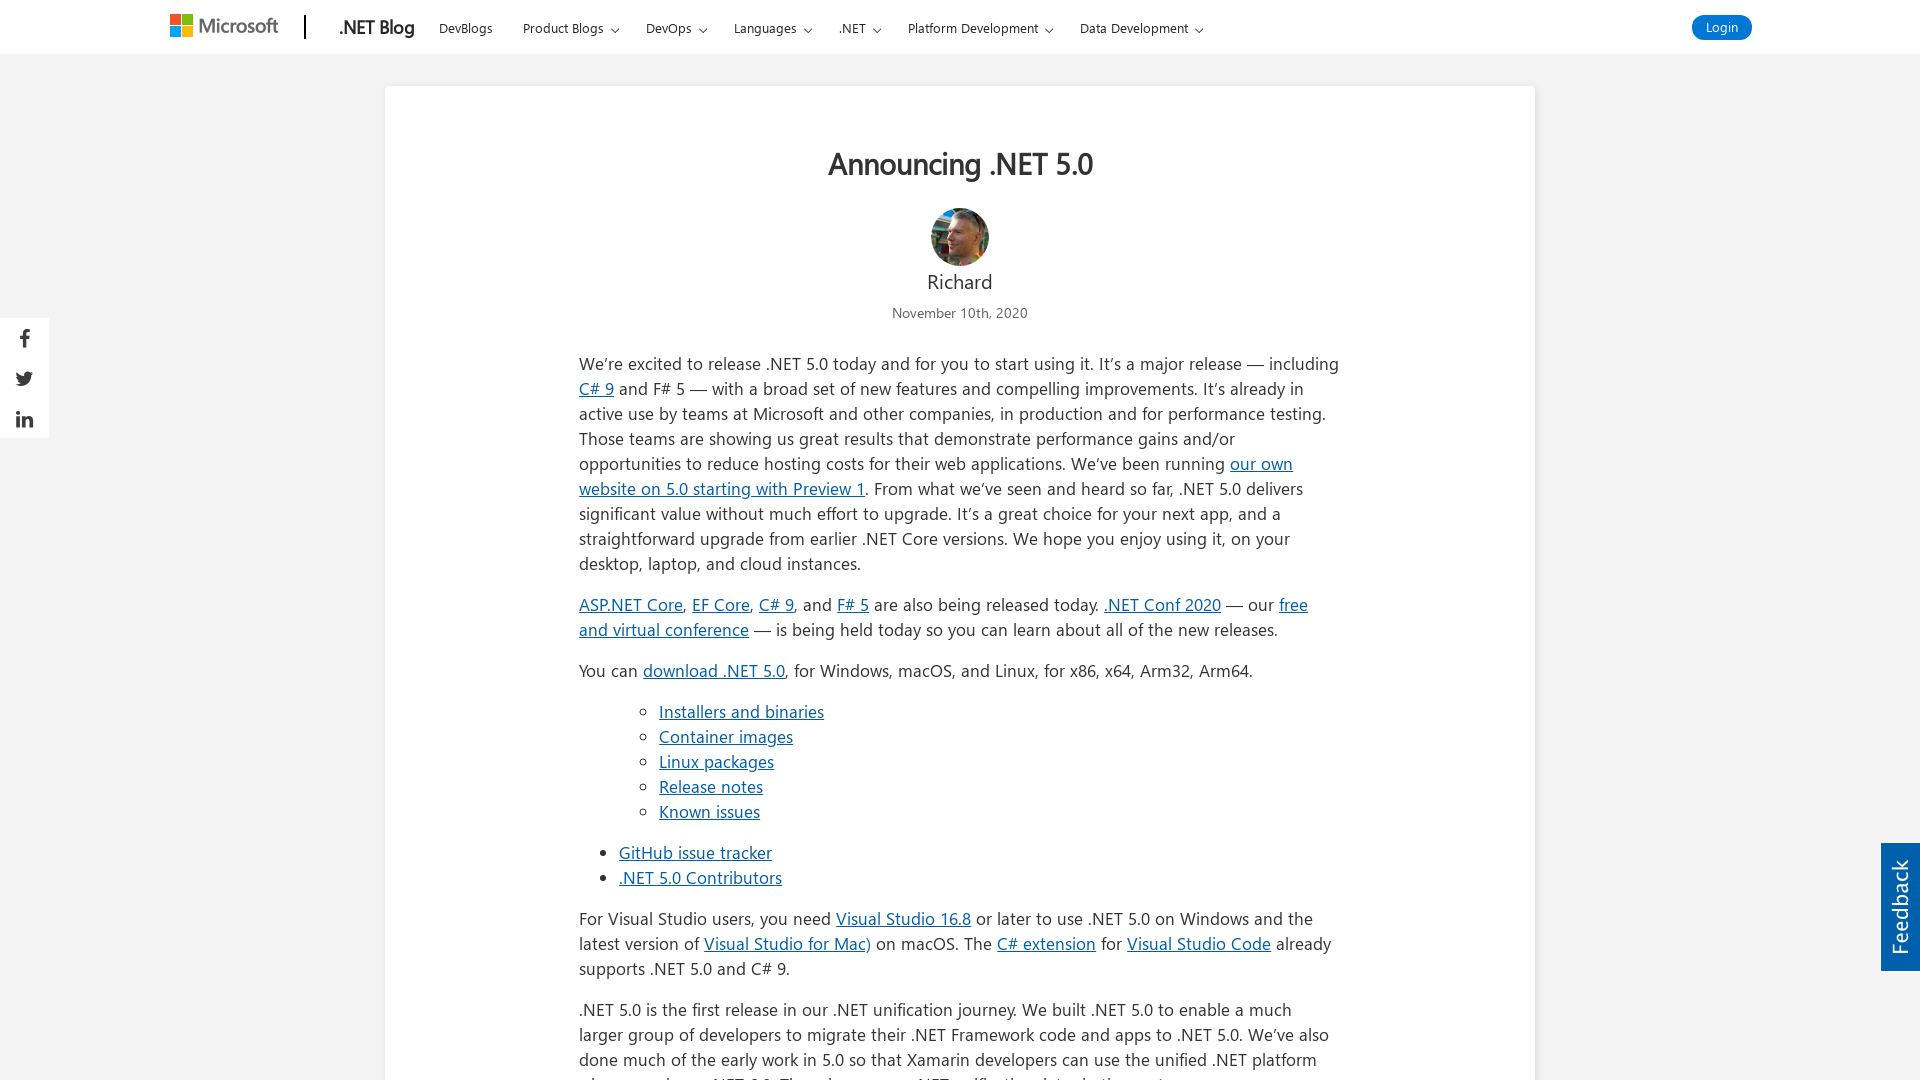 Microsoft
.NET Blog
DevBlogs
Product Blogs
DevOps
Languages
.NET
Platform Development
Data Development
Login
Announcing .NET 5.0
Richard
November 10th, 2020
We’re excited to release .NET 5.0 today and for you to start using it. It’s a major release — including
C# 9 and F# 5 — with a broad set of new features and compelling improvements. It’s already in
active use by teams at Microsoft and other companies, in production and for performance testing.
Those teams are showing us great results that demonstrate performance gains and/or
opportunities to reduce hosting costs for their web applications. We’ve been running our own
website on 5.0 starting with Preview 1. From what we’ve seen and heard so far, .NET 5.0 delivers
significant value without much effort to upgrade. It’s a great choice for your next app, and a
straightforward upgrade from earlier .NET Core versions. We hope you enjoy using it, on your
desktop, laptop, and cloud instances.
ASP.NET Core, EF Core, C# 9, and F# 5 are also being released today. .NET Conf 2020 — our free
and virtual conference — is being held today so you can learn about all of the new releases.
You can download .NET 5.0, for Windows, macOS, and Linux, for x86, x64, Arm32, Arm64.
Installers and binaries
Container images
Linux packages
Release notes
Known issues
GitHub issue tracker
.NET 5.0 Contributors
For Visual Studio users, you need Visual Studio 16.8 or later to use .NET 5.0 on Windows and the
latest version of Visual Studio for Mac) on macOS. The C# extension for Visual Studio Code already
supports .NET 5.0 and C# 9.
.NET 5.0 is the first release in our .NET unification journey. We built .NET 5.0 to enable a much
larger group of developers to migrate their .NET Framework code and apps to .NET 5.0. We’ve also
done much of the early work in 5.0 so that Xamarin developers can use the unified .NET platform
Feedback